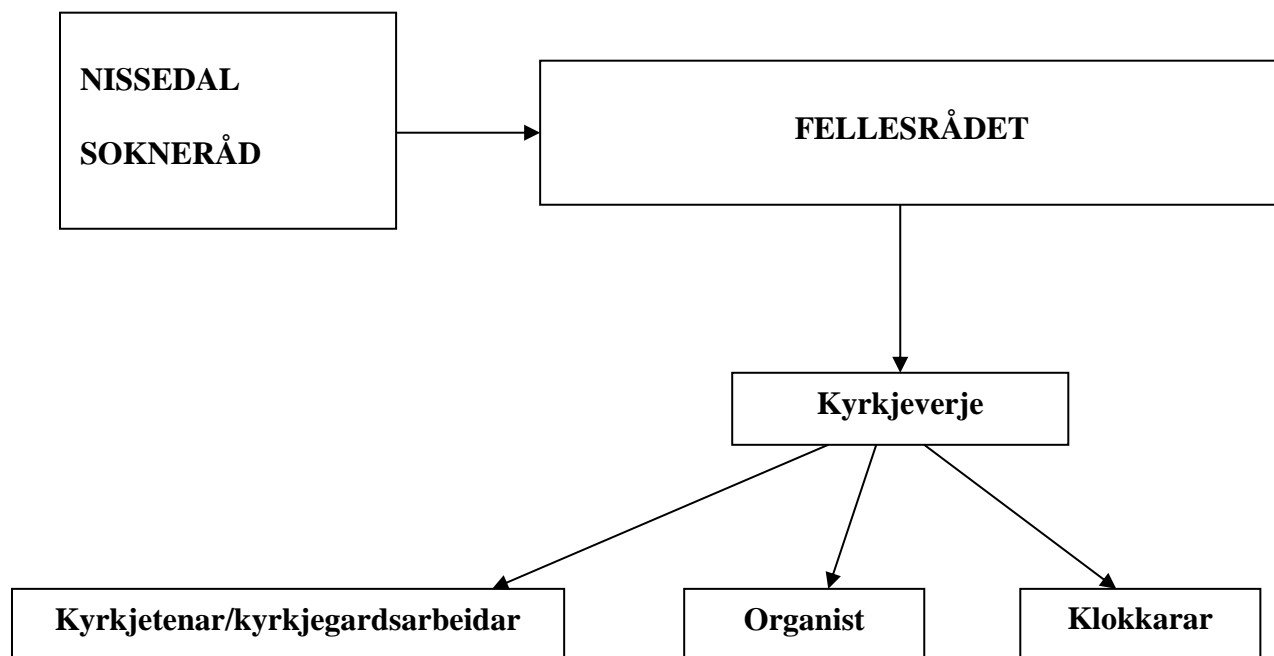 NISSEDAL
SOKNERÅD
FELLESRÅDET
Kyrkjeverje
Kyrkjetenar/kyrkjegardsarbeidar
Organist
Klokkarar